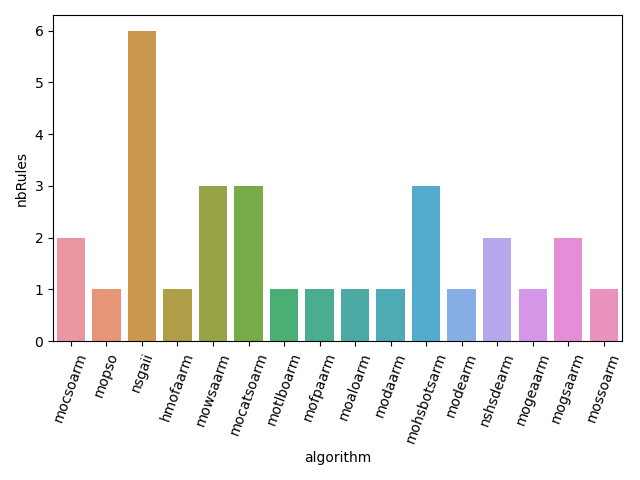 6
5
4
3
2
1
0
nbRules
mocsoarm
mopso
nsgaii
hmofaarm
mowsaarm
mocatsoarm
motlboarm
mofpaarm
moaloarm
modaarm
mohsbotsarm
modearm
nshsdearm
mogeaarm
mogsaarm
mossoarm
algorithm